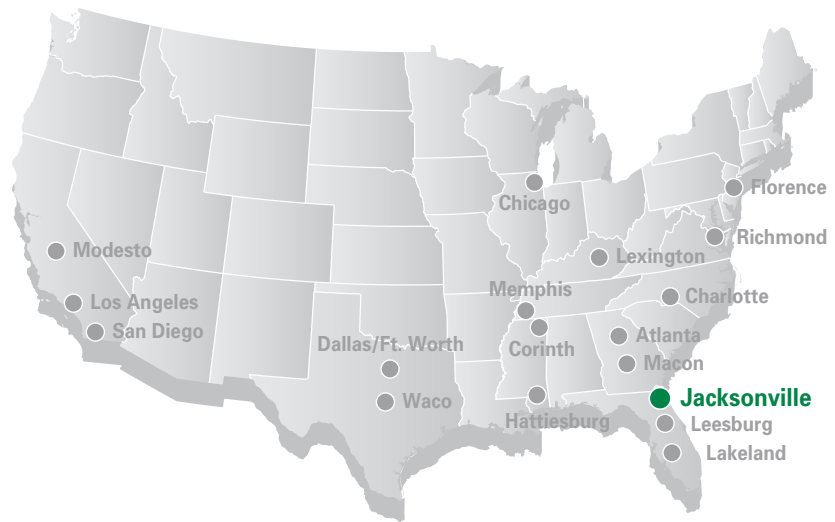 Florence
Chicago
Richmond
Modesto
Lexington
Memphis
Charlotte
Los Angeles
San Diego
Atlanta
Dallas/Ft. Worth
Corinth
Macon
Jacksonville
Waco
Hattiesburg
Leesburg
Lakeland